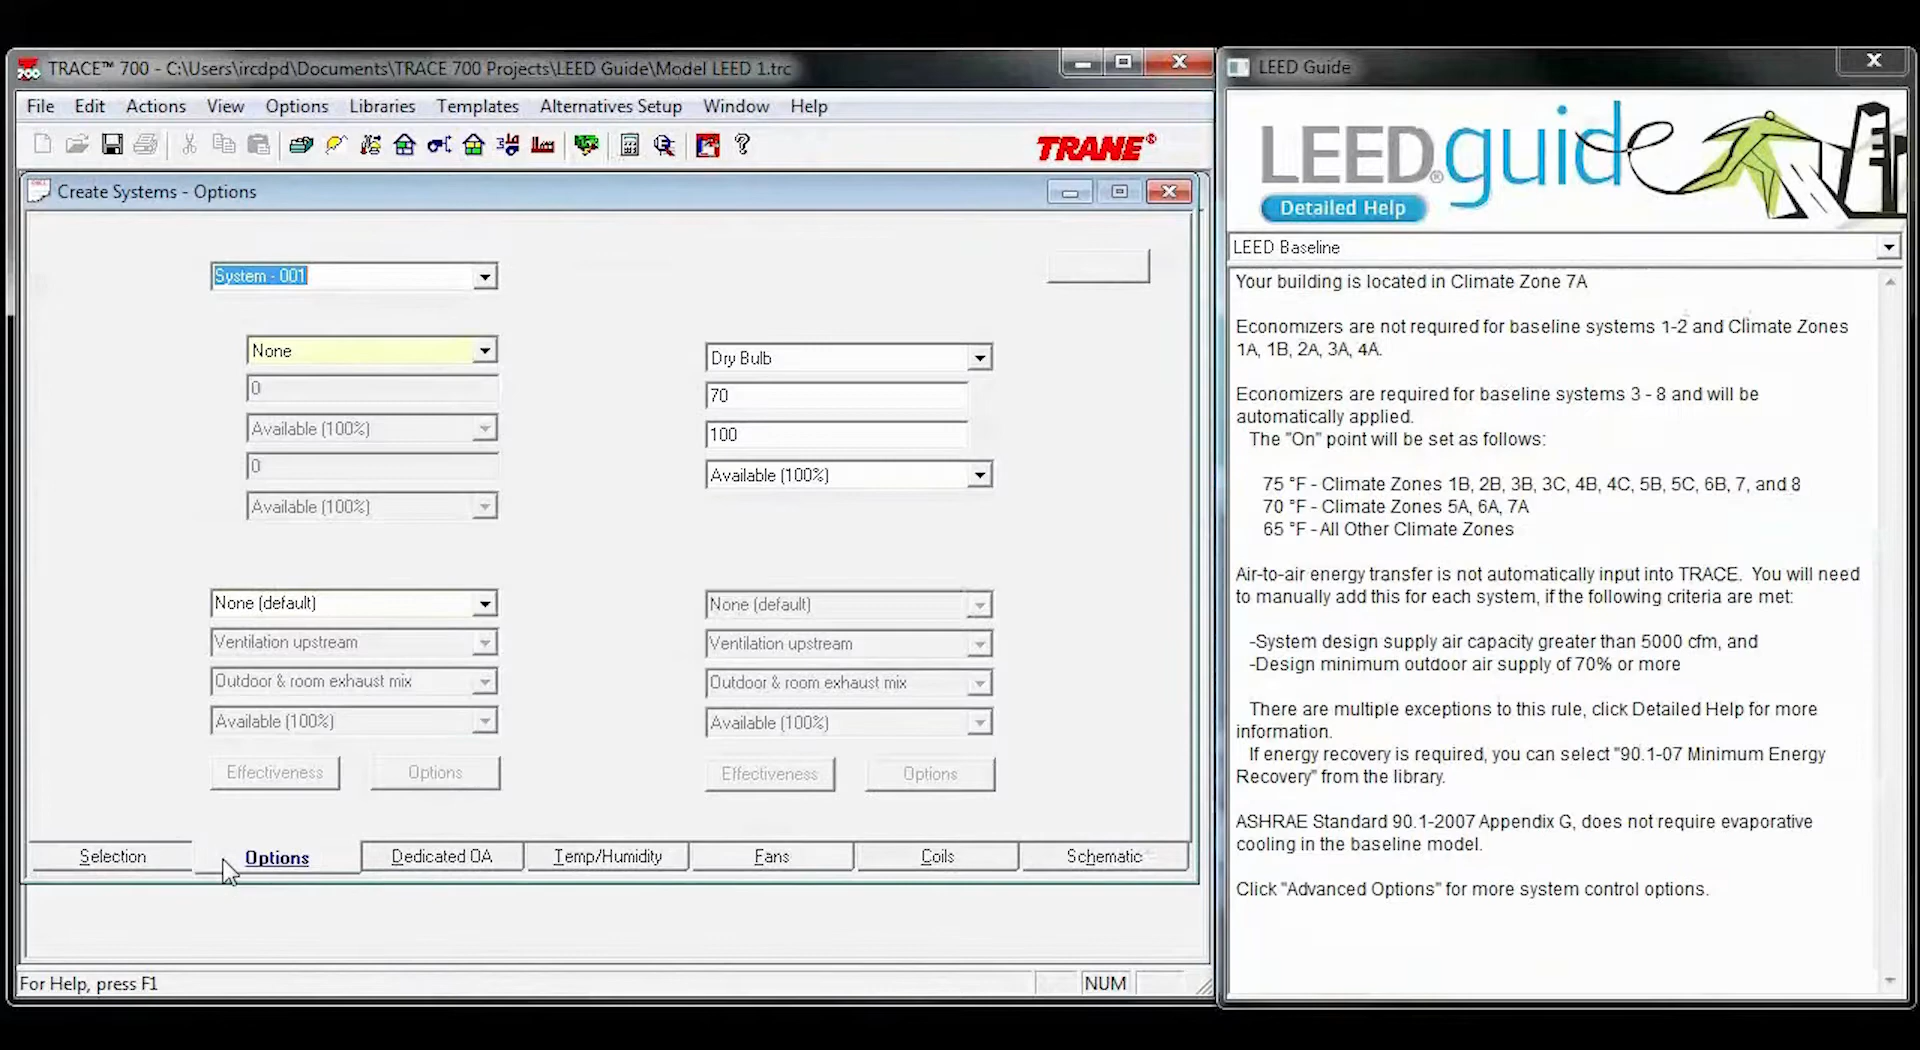 TRACE™ 700 - C:\Users\ircdpd\Documents\TRACE 700 Projects\LEED Guide\Model LEED 1.trc
File Edit Actions View Options Libraries Templates Alternatives Setup Window Help
TRANE®
Create Systems - Options
System - 001
None
0
Available (100%)
0
Available (100%)
Dry Bulb
70
100
Available (100%)
None (default)
Ventilation upstream
Outdoor & room exhaust mix
Available (100%)
Effectiveness Options
None (default)
Ventilation upstream
Outdoor & room exhaust mix
Available (100%)
Effectiveness Options
Selection Options Dedicated OA Temp/Humidity Fans Coils Schematic
For Help, press F1
NUM
LEED Guide
LEED® guide
Detailed Help
LEED Baseline
Your building is located in Climate Zone 7A
Economizers are not required for baseline systems 1-2 and Climate Zones
1A, 1B, 2A, 3A, 4A.
Economizers are required for baseline systems 3 - 8 and will be
automatically applied.
The "On" point will be set as follows:
75 °F - Climate Zones 1B, 2B, 3B, 3C, 4B, 4C, 5B, 5C, 6B, 7, and 8
70 °F - Climate Zones 5A, 6A, 7A
65 °F - All Other Climate Zones
Air-to-air energy transfer is not automatically input into TRACE. You will need
to manually add this for each system, if the following criteria are met:
-System design supply air capacity greater than 5000 cfm, and
-Design minimum outdoor air supply of 70% or more
There are multiple exceptions to this rule, click Detailed Help for more
information.
If energy recovery is required, you can select "90.1-07 Minimum Energy
Recovery" from the library.
ASHRAE Standard 90.1-2007 Appendix G, does not require evaporative
cooling in the baseline model.
Click "Advanced Options" for more system control options.